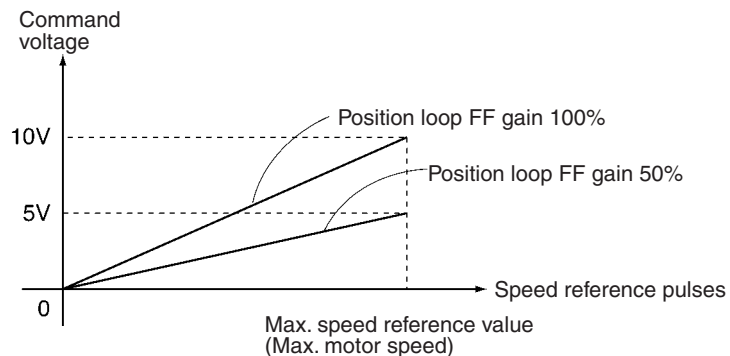 Command
voltage
Position loop FF gain 100%
10V
Position loop FF gain 50%
5V
Speed reference pulses
0
Max. speed reference value
(Max. motor speed)